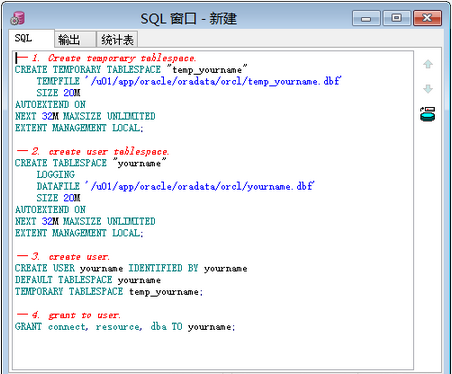 SQL 窗口 - 新建
SQL 输出 统计表
-- 1. Create temporary tablespace.
CREATE TEMPORARY TABLESPACE "temp_yourname"
TEMPFILE '/u01/app/oracle/oradata/orcl/temp_yourname.dbf'
SIZE 20M
AUTOEXTEND ON
NEXT 32M MAXSIZE UNLIMITED
EXTENT MANAGEMENT LOCAL;
-- 2. create user tablespace.
CREATE TABLESPACE "yourname"
LOGGING
DATAFILE '/u01/app/oracle/oradata/orcl/yourname.dbf'
SIZE 20M
AUTOEXTEND ON
NEXT 32M MAXSIZE UNLIMITED
EXTENT MANAGEMENT LOCAL;
-- 3. create user.
CREATE USER yourname IDENTIFIED BY yourname
DEFAULT TABLESPACE yourname
TEMPORARY TABLESPACE temp_yourname;
-- 4. grant to user.
GRANT connect, resource, dba TO yourname;